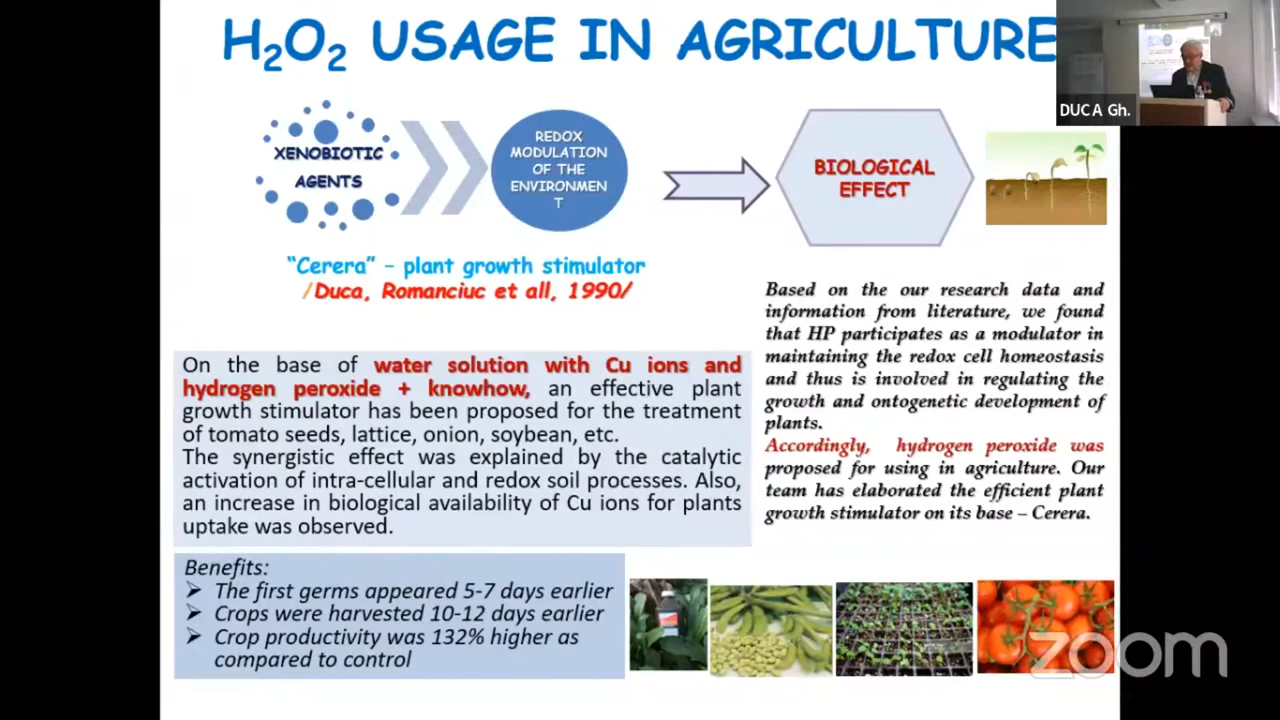 H₂O₂ USAGE IN AGRICULTURE
DUCA Gh.
XENOBIOTIC
AGENTS
REDOX
MODULATION
OF THE
ENVIRONMEN
T
BIOLOGICAL
EFFECT
“Cerera” – plant growth stimulator
/Duca, Romanciuc et all, 1990/
On the base of water solution with Cu ions and
hydrogen peroxide + knowhow, an effective plant
growth stimulator has been proposed for the treatment
of tomato seeds, lattice, onion, soybean, etc.
The synergistic effect was explained by the catalytic
activation of intra-cellular and redox soil processes. Also,
an increase in biological availability of Cu ions for plants
uptake was observed.
Based on the our research data and
information from literature, we found
that HP participates as a modulator in
maintaining the redox cell homeostasis
and thus is involved in regulating the
growth and ontogenetic development of
plants.
Accordingly, hydrogen peroxide was
proposed for using in agriculture. Our
team has elaborated the efficient plant
growth stimulator on its base – Cerera.
Benefits:
➢ The first germs appeared 5-7 days earlier
➢ Crops were harvested 10-12 days earlier
➢ Crop productivity was 132% higher as
compared to control
zoom